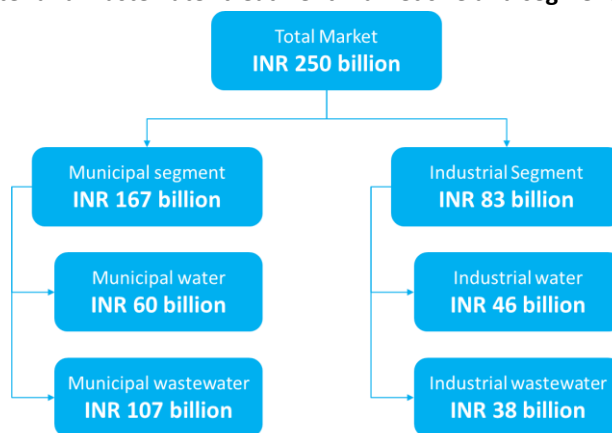 Total Market
INR 250 billion
Municipal segment
INR 167 billion
Industrial Segment
INR 83 billion
Municipal water
INR 60 billion
Industrial water
INR 46 billion
Municipal wastewater
INR 107 billion
Industrial wastewater
INR 38 billion